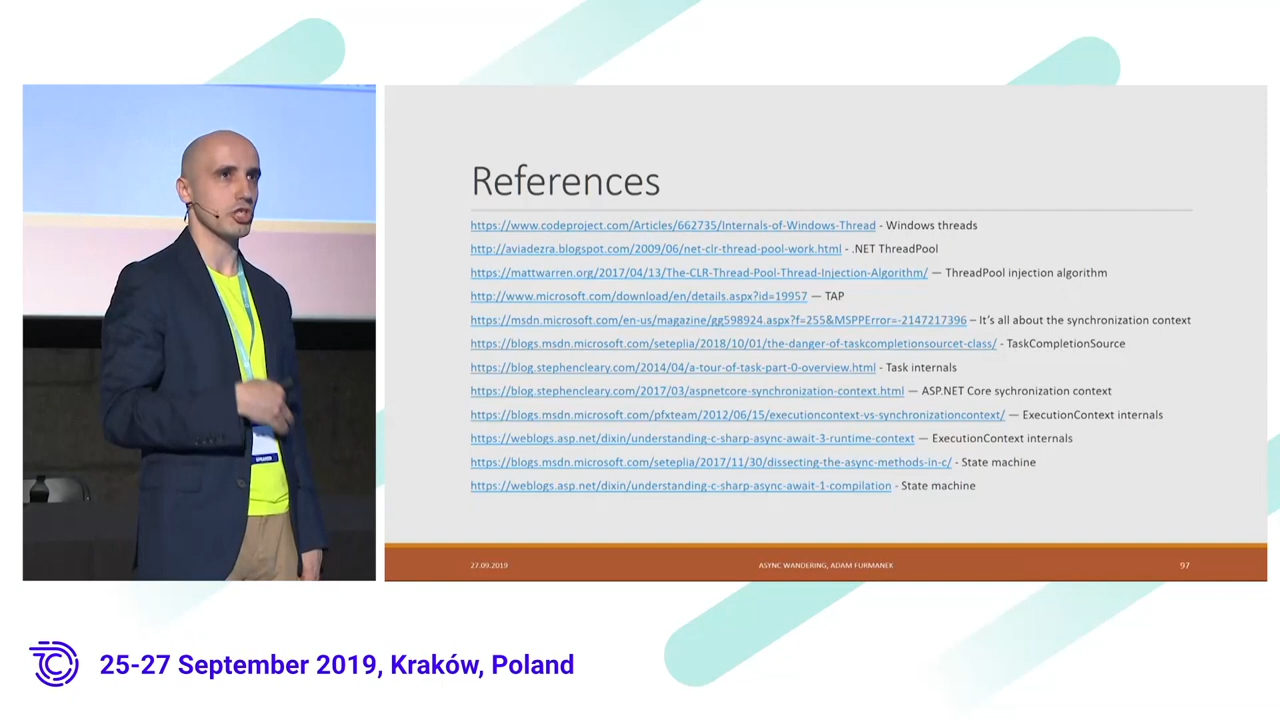 References
https://www.codeproject.com/Articles/662735/Internals-of-Windows-Thread - Windows threads
http://aviadezra.blogspot.com/2009/06/net-clr-thread-pool-work.html - .NET ThreadPool
https://mattwarren.org/2017/04/13/The-CLR-Thread-Pool-Thread-Injection-Algorithm/ — ThreadPool injection algorithm
http://www.microsoft.com/download/en/details.aspx?id=19957 — TAP
https://msdn.microsoft.com/en-us/magazine/gg598924.aspx?f=255&MSPPError=-2147217396 – It's all about the synchronization context
https://blogs.msdn.microsoft.com/seteplia/2018/10/01/the-danger-of-taskcompletionsourcet-class/ - TaskCompletionSource
https://blog.stephencleary.com/2014/04/a-tour-of-task-part-0-overview.html - Task internals
https://blog.stephencleary.com/2017/03/aspnetcore-synchronization-context.html — ASP.NET Core sychronization context
https://blogs.msdn.microsoft.com/pfxteam/2012/06/15/executioncontext-vs-synchronizationcontext/ — ExecutionContext internals
https://weblogs.asp.net/dixin/understanding-c-sharp-async-await-3-runtime-context — ExecutionContext internals
https://blogs.msdn.microsoft.com/seteplia/2017/11/30/dissecting-the-async-methods-in-c/ - State machine
https://weblogs.asp.net/dixin/understanding-c-sharp-async-await-1-compilation - State machine
27.09.2019 ASYNC WANDERING, ADAM FURMANEK 97
SPEAKER
25-27 September 2019, Kraków, Poland